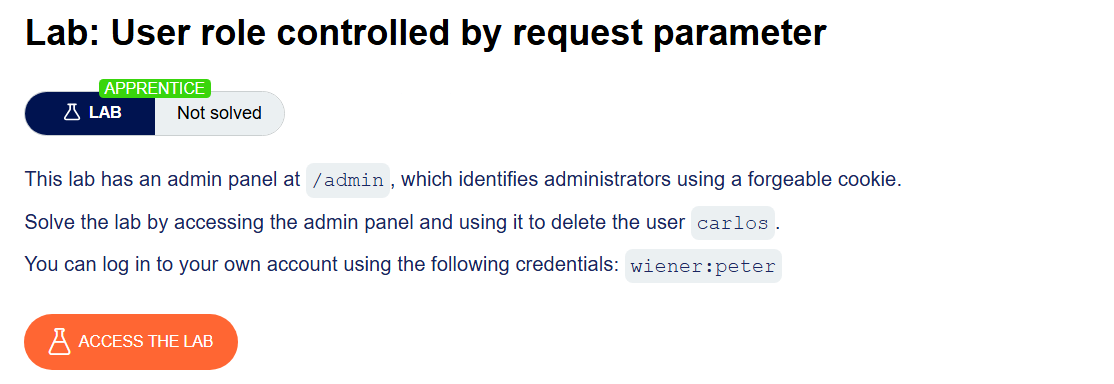 Lab: User role controlled by request parameter
APPRENTICE
LAB Not solved
This lab has an admin panel at /admin, which identifies administrators using a forgeable cookie.
Solve the lab by accessing the admin panel and using it to delete the user carlos.
You can log in to your own account using the following credentials: wiener:peter
ACCESS THE LAB